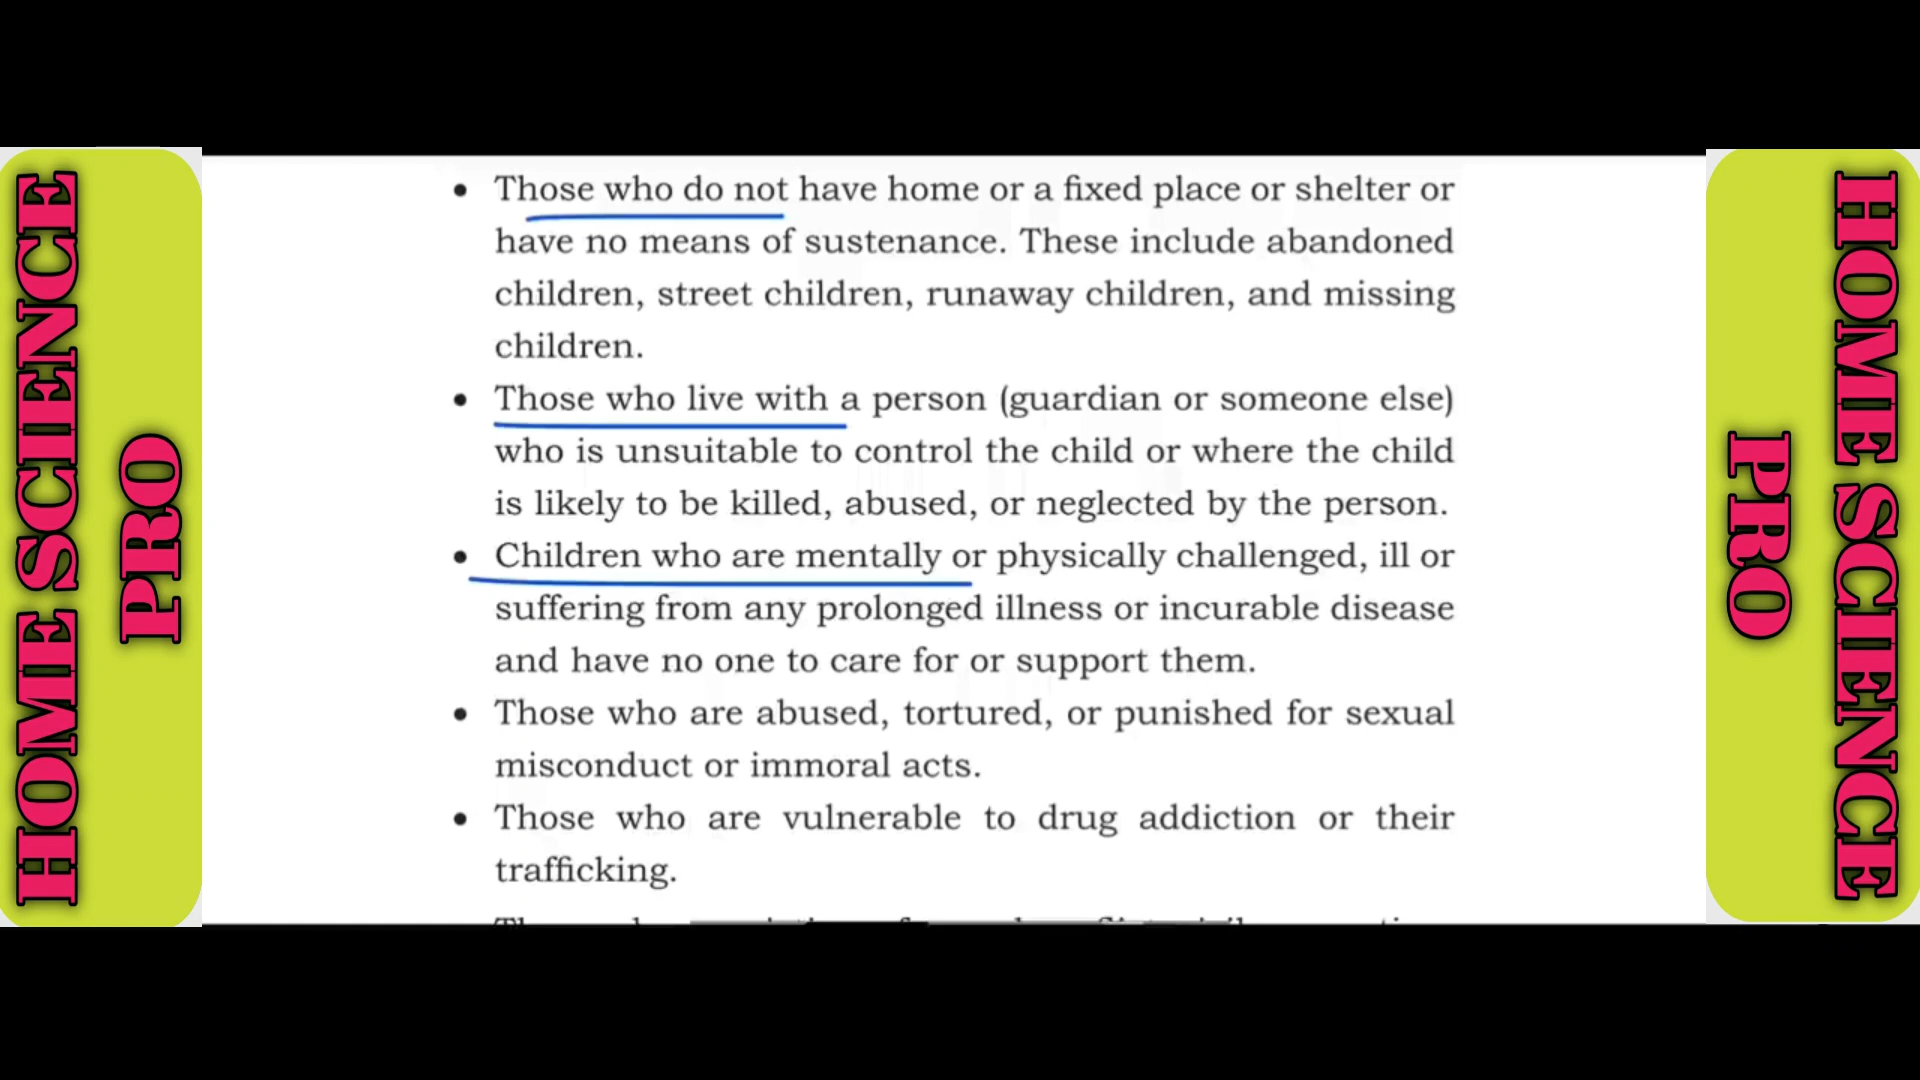 HOME SCIENCE
PRO
• Those who do not have home or a fixed place or shelter or
have no means of sustenance. These include abandoned
children, street children, runaway children, and missing
children.
• Those who live with a person (guardian or someone else)
who is unsuitable to control the child or where the child
is likely to be killed, abused, or neglected by the person.
• Children who are mentally or physically challenged, ill or
suffering from any prolonged illness or incurable disease
and have no one to care for or support them.
• Those who are abused, tortured, or punished for sexual
misconduct or immoral acts.
• Those who are vulnerable to drug addiction or their
trafficking.
HOME SCIENCE
PRO